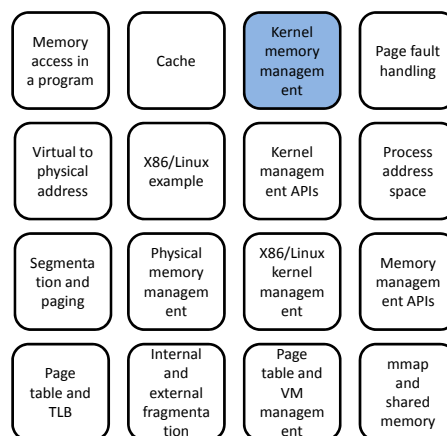 Memory
access in
a program
Cache
Kernel
memory
managem
ent
Page fault
handling
Virtual to
physical
address
X86/Linux
example
Kernel
managem
ent APIs
Process
address
space
Segmenta
tion and
paging
Physical
memory
managem
ent
X86/Linux
kernel
managem
ent
Memory
managem
ent APIs
Page
table and
TLB
Internal
and
external
fragmenta
tion
Page
table and
VM
managem
ent
mmap
and
shared
memory